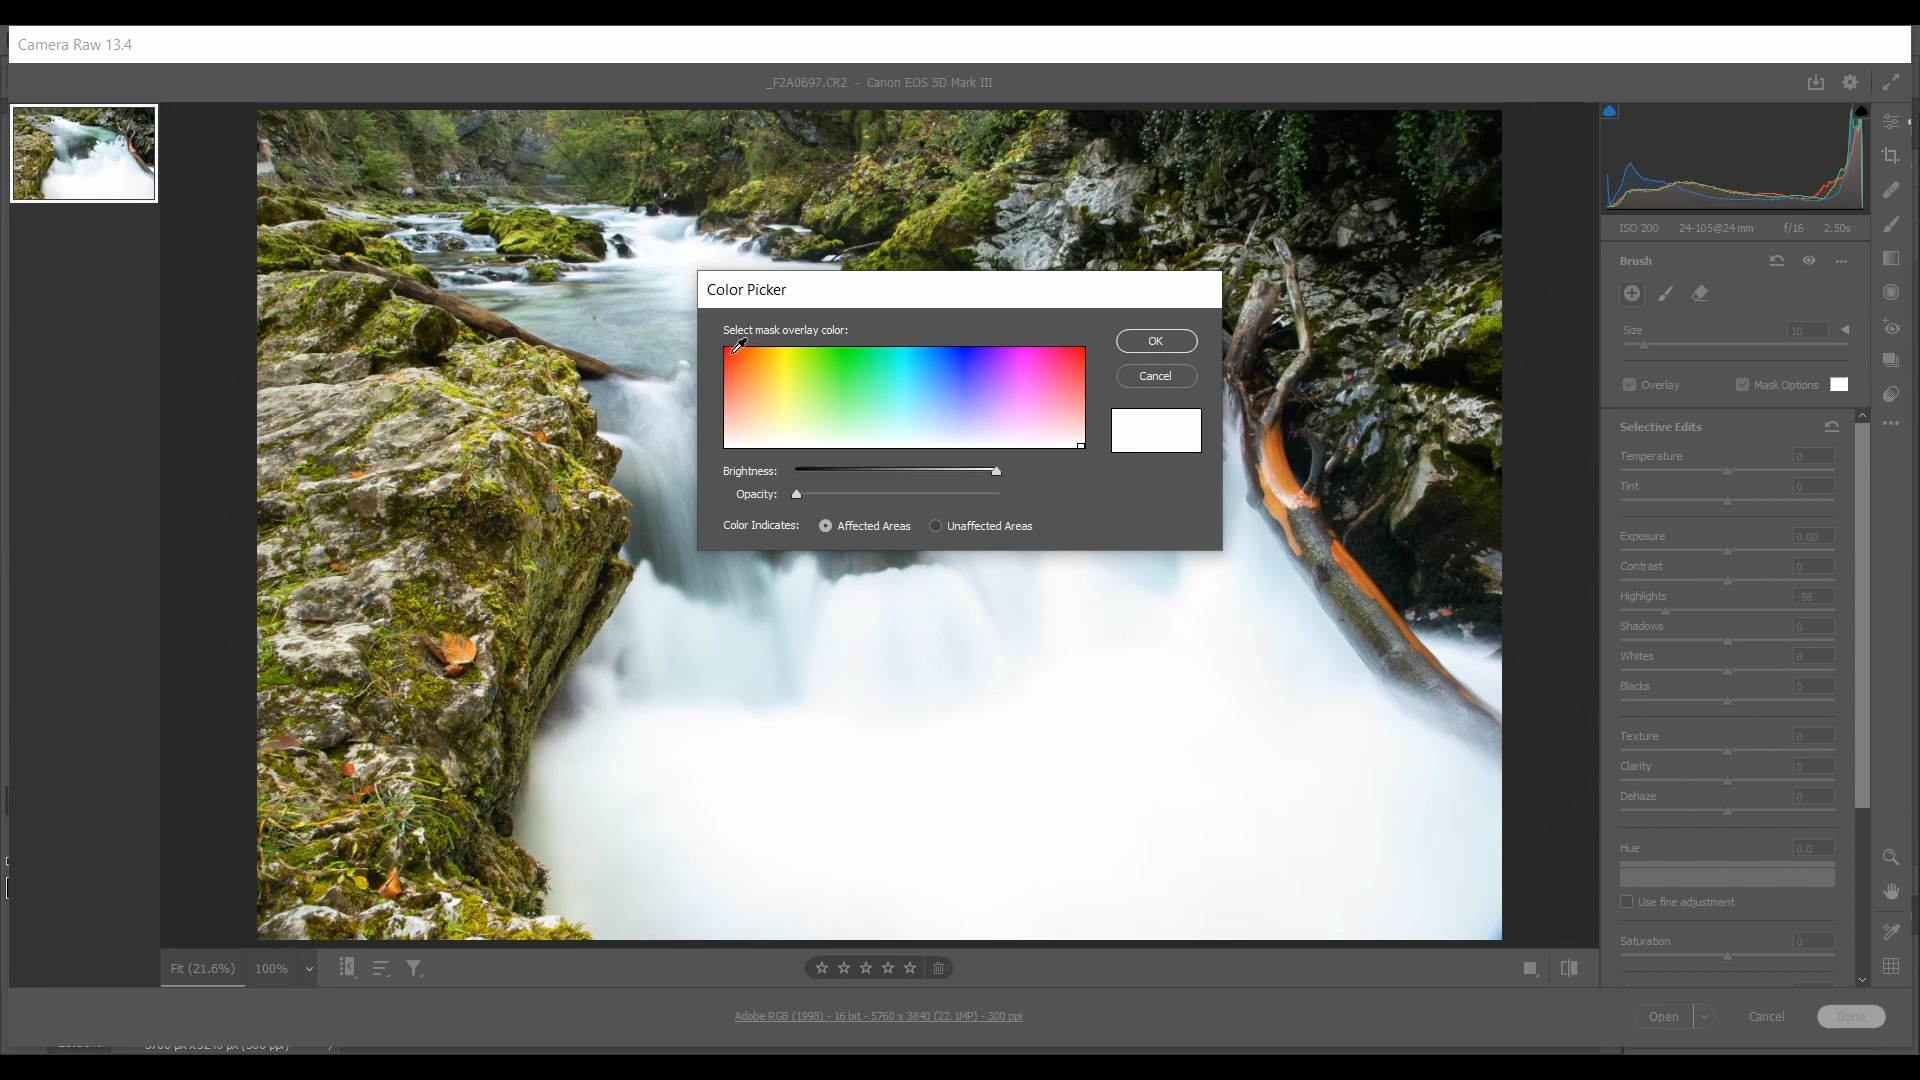 Camera Raw 13.4
_F2A0697.CR2 - Canon EOS 5D Mark III
ISO 200 24-105@24 mm f/16 2.50s
Brush
Size 10
Overlay Mask Options
Color Picker
Select mask overlay color:
OK
Cancel
Brightness:
Opacity:
Color Indicates: Affected Areas Unaffected Areas
Selective Edits
Temperature 0
Tint 0
Exposure 0.00
Contrast 0
Highlights -58
Shadows 0
Whites 0
Blacks 0
Texture 0
Clarity 0
Dehaze 0
Hue 0.0
Use fine adjustment
Saturation 0
Fit (21.6%) 100%
Adobe RGB (1998) - 16 bit - 5760 x 3840 (22.1MP) - 300 ppi
Open Cancel Done